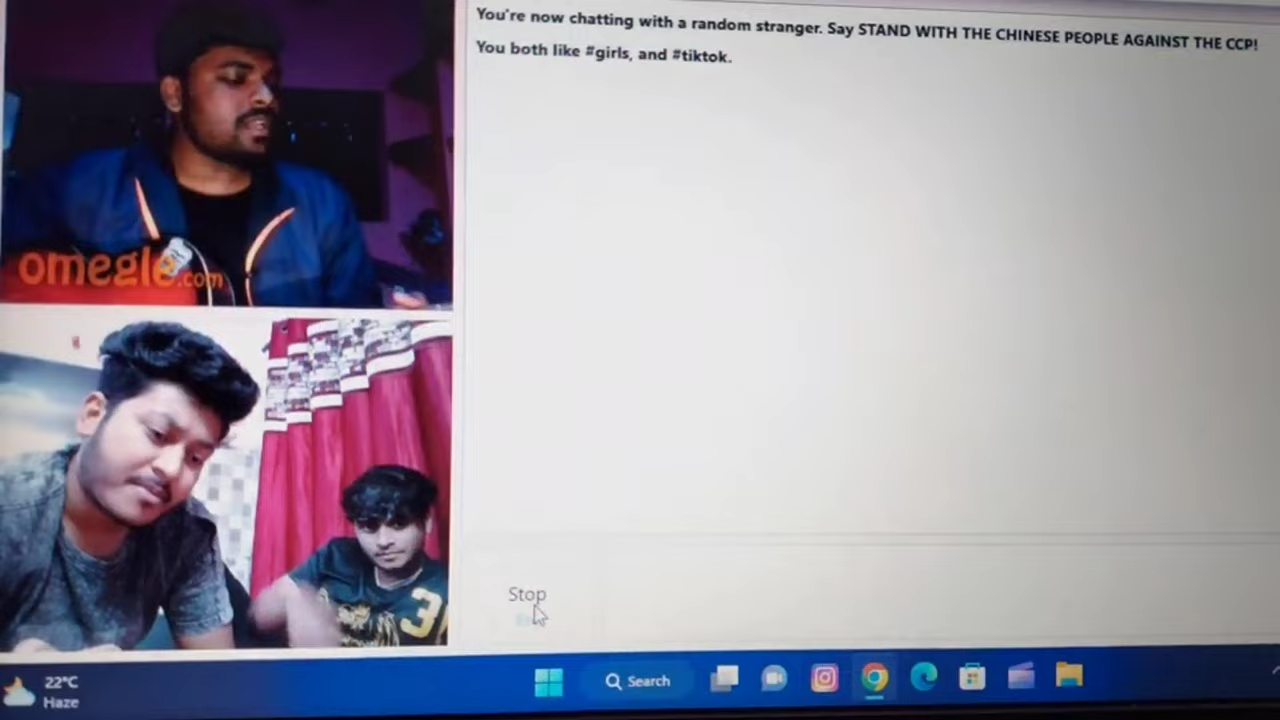 You're now chatting with a random stranger. Say STAND WITH THE CHINESE PEOPLE AGAINST THE CCP!
You both like #girls, and #tiktok.
omegle.com
3
Stop
22°C
Haze
Search